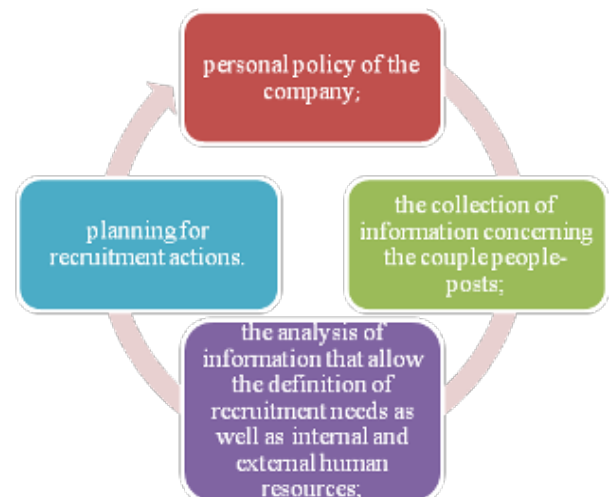 personal policy of the
company;
the collection of
information concerning
the couple people-
posts;
the analysis of
information that allow
the definition of
recruitment needs as
well as internal and
external human
resources;
planning for
recruitment actions.